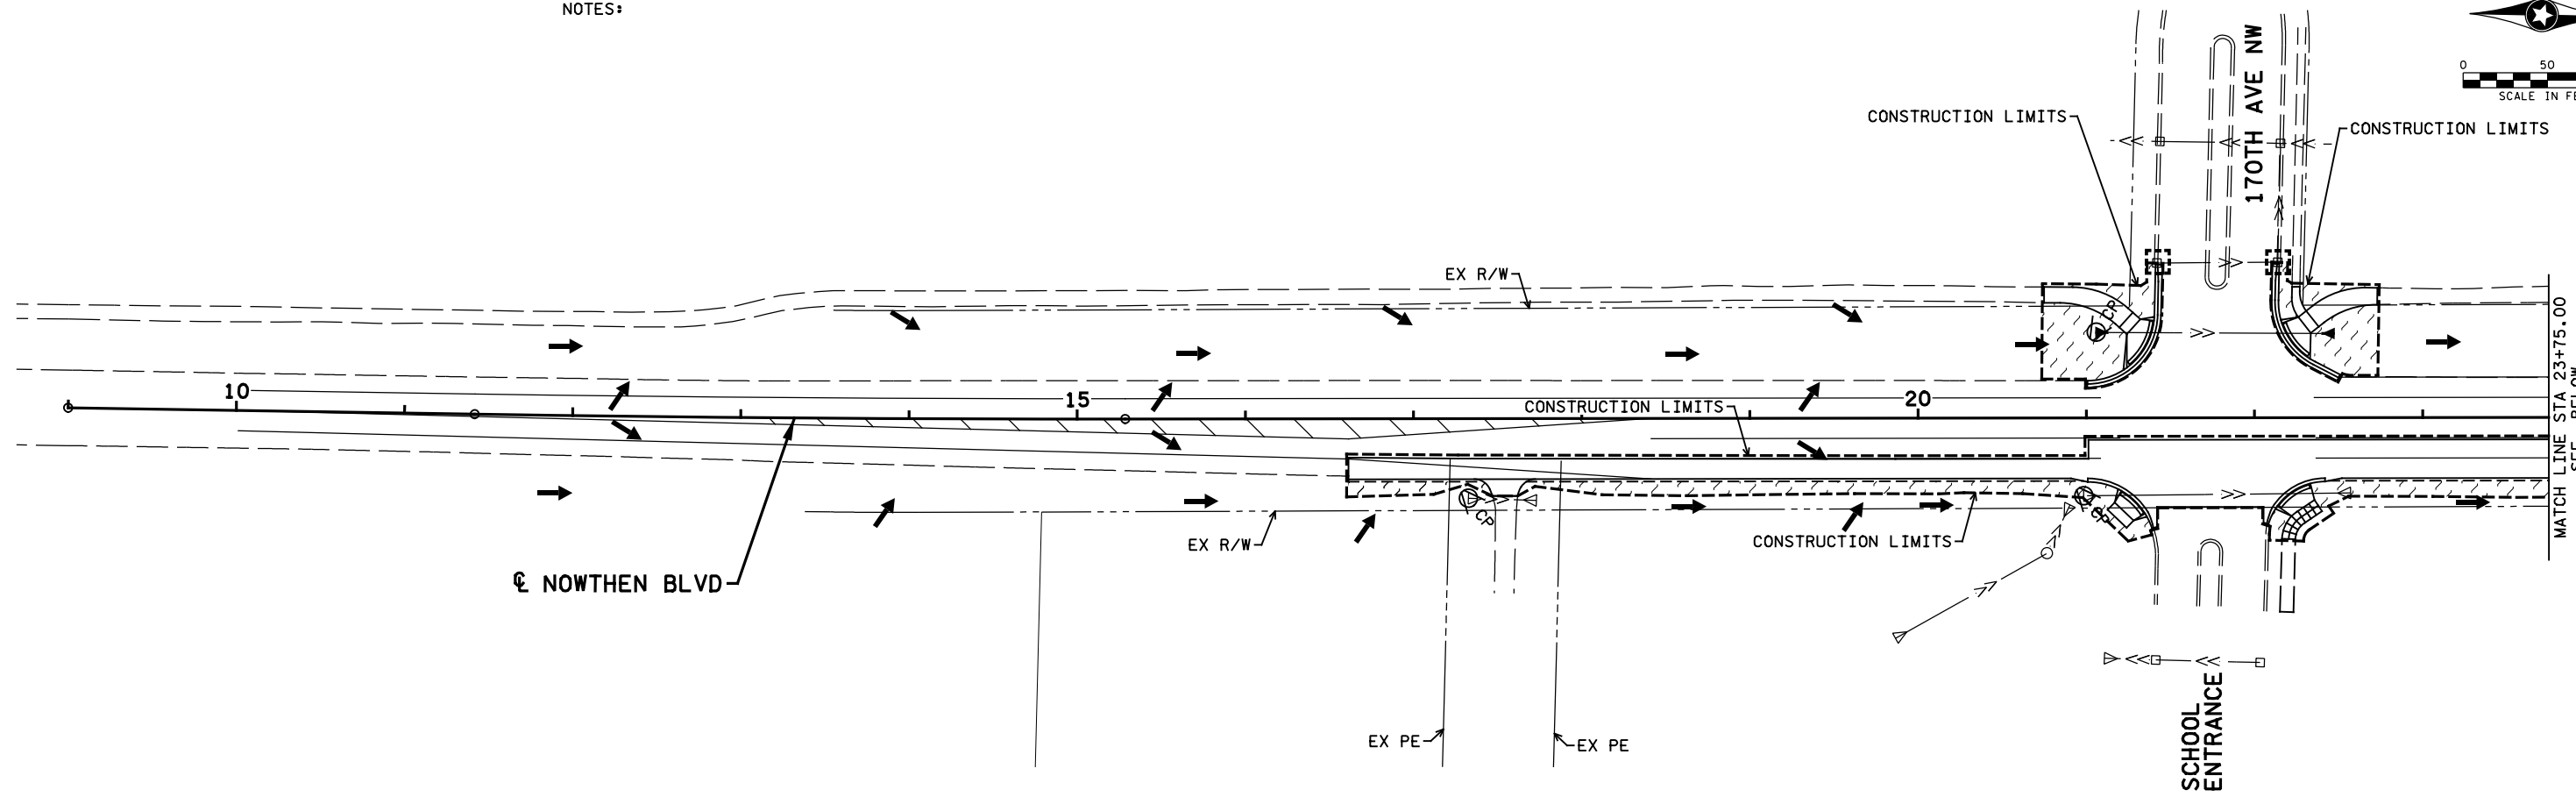 NOTES:
170TH AVE NW
0 50
SCALE IN FE
CONSTRUCTION LIMITS
CONSTRUCTION LIMITS
EX R/W
CP
MATCH LINE STA 23+75.00
SEE BELOW
10
15
20
CONSTRUCTION LIMITS
CP
CP
EX R/W
CONSTRUCTION LIMITS
℄ NOWTHEN BLVD
EX PE
EX PE
SCHOOL
ENTRANCE